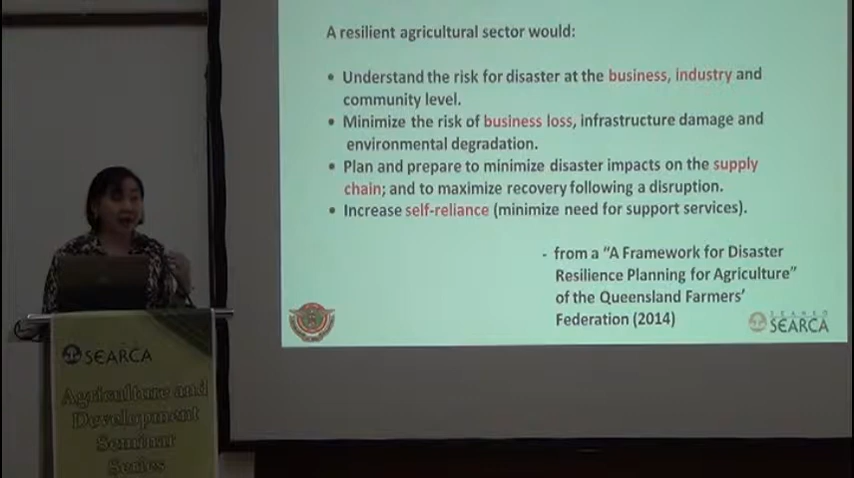 A resilient agricultural sector would:
• Understand the risk for disaster at the business, industry and
community level.
• Minimize the risk of business loss, infrastructure damage and
environmental degradation.
• Plan and prepare to minimize disaster impacts on the supply
chain; and to maximize recovery following a disruption.
• Increase self-reliance (minimize need for support services).
- from a "A Framework for Disaster
Resilience Planning for Agriculture"
of the Queensland Farmers'
Federation (2014)
SEARCA
SEARCA
Agriculture and
Development
Seminar
Series